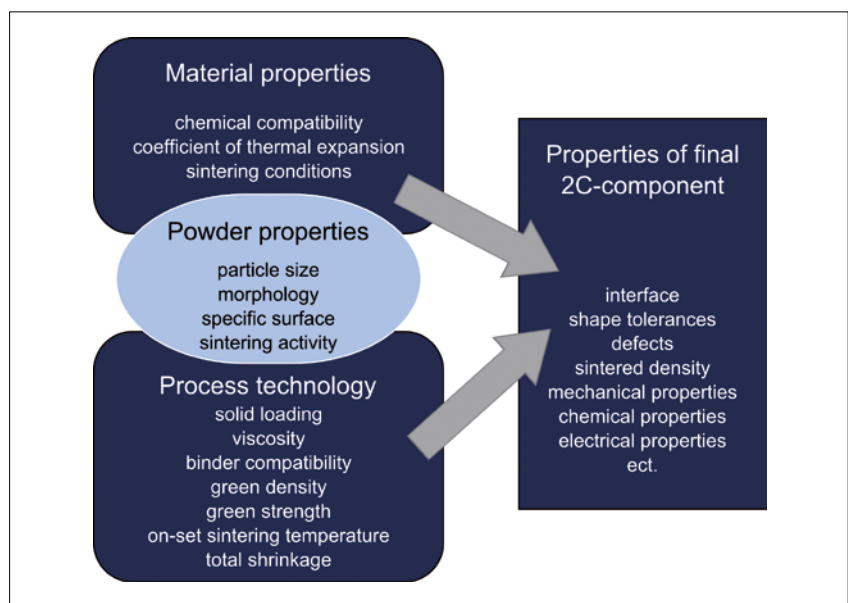 Material properties
chemical compatibility
coefficient of thermal expansion
sintering conditions
Powder properties
particle size
morphology
specific surface
sintering activity
Process technology
solid loading
viscosity
binder compatibility
green density
green strength
on-set sintering temperature
total shrinkage
Properties of final
2C-component
interface
shape tolerances
defects
sintered density
mechanical properties
chemical properties
electrical properties
ect.